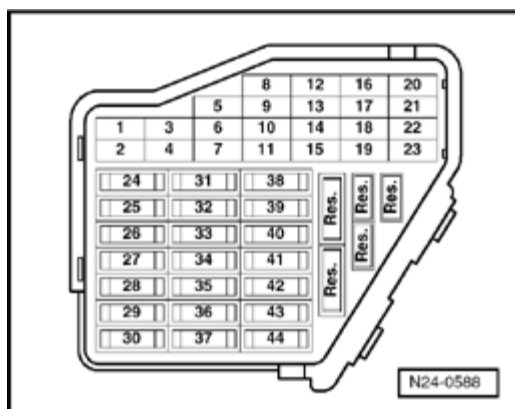 8 12 16 20
5 9 13 17 21
1 3 6 10 14 18 22
2 4 7 11 15 19 23
24 31 38
25 32 39
26 33 40
27 34 41
28 35 42
29 36 43
30 37 44
Res. Res. Res.
Res. Res.
N24-0588